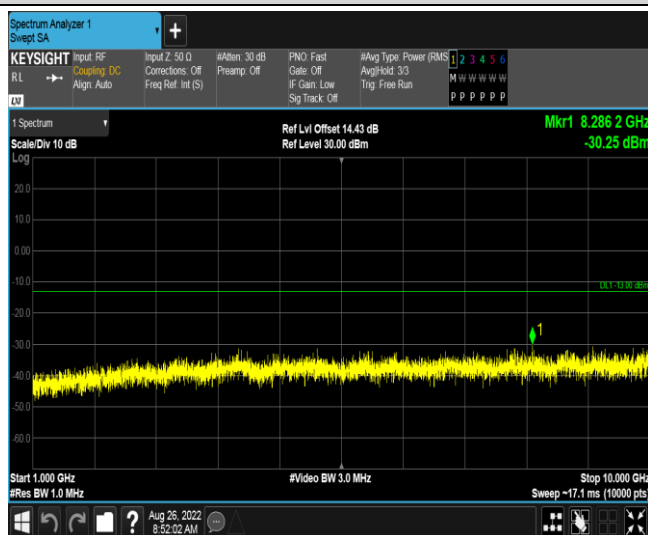 Spectrum Analyzer 1
Swept SA
+
KEYSIGHT
RL
LXI
Input: RF
Coupling: DC
Align: Auto
Input Z: 50 Ω
Corrections: Off
Freq Ref: Int (S)
#Atten: 30 dB
Preamp: Off
PNO: Fast
Gate: Off
IF Gain: Low
Sig Track: Off
#Avg Type: Power (RMS
Avg|Hold: 3/3
Trig: Free Run
1 2 3 4 5 6
M W W W W W
P P P P P P
1 Spectrum
Scale/Div 10 dB
Log
Ref Lvl Offset 14.43 dB
Ref Level 30.00 dBm
Mkr1 8.286 2 GHz
-30.25 dBm
20.0
10.0
0.00
-10.0
DL1 -13.00 dBm
-20.0
1
-30.0
-40.0
-50.0
-60.0
Start 1.000 GHz
#Res BW 1.0 MHz
#Video BW 3.0 MHz
Stop 10.000 GHz
Sweep ~17.1 ms (10000 pts)
?
Aug 26, 2022
8:52:02 AM